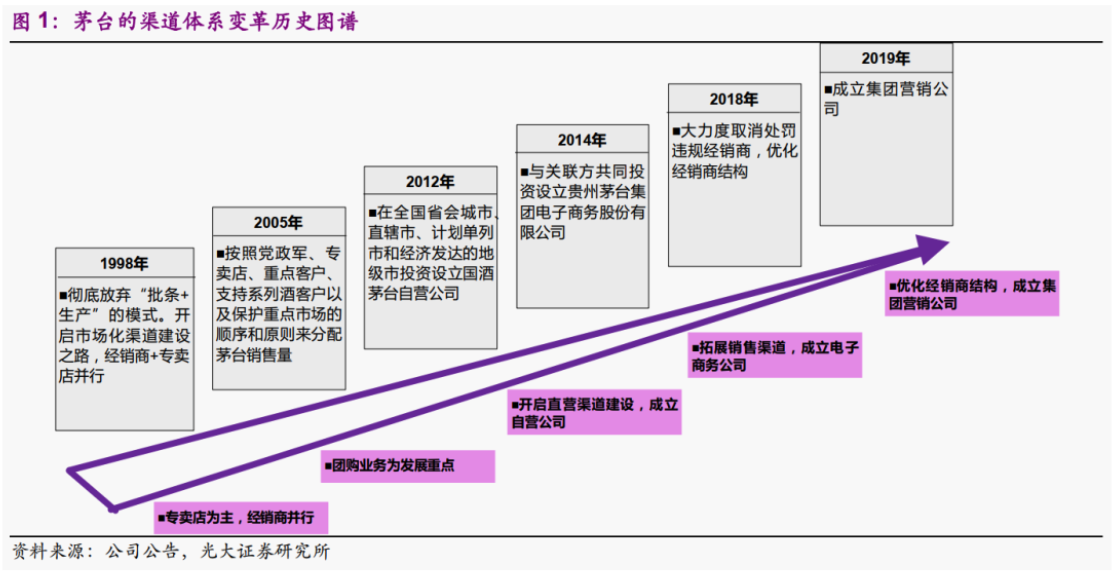 图 1：茅台的渠道体系变革历史图谱
1998年
■彻底放弃“批条+
生产”的模式。开
启市场化渠道建设
之路，经销商+专卖
店并行
2005年
■按照党政军、专
卖店、重点客户、
支持系列酒客户以
及保护重点市场的
顺序和原则来分配
茅台销售量
2012年
■在全国省会城市、
直辖市、计划单列
市和经济发达的地
级市投资设立国酒
茅台自营公司
2014年
■与关联方共同投
资设立贵州茅台集
团电子商务股份有
限公司
2018年
■大力度取消处罚
违规经销商，优化
经销商结构
2019年
■成立集团营销公
司
■专卖店为主，经销商并行
■团购业务为发展重点
■开启直营渠道建设，成立
自营公司
■拓展销售渠道，成立电子
商务公司
■优化经销商结构，成立集
团营销公司
资料来源：公司公告，光大证券研究所